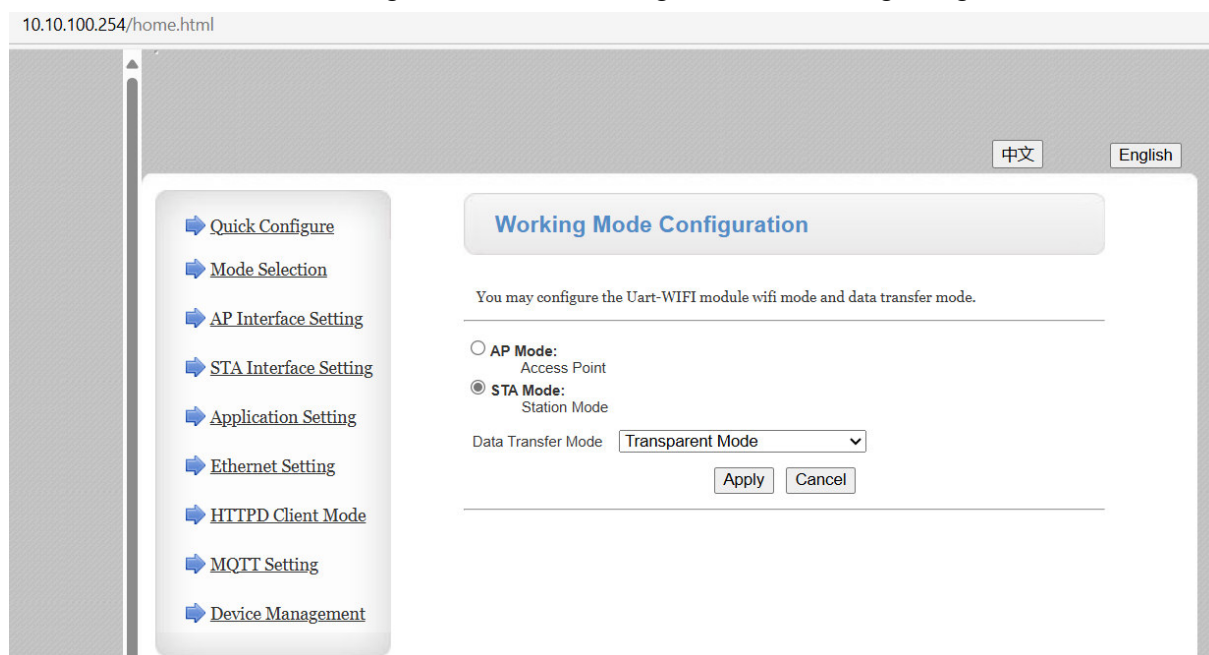 10.10.100.254/home.html
中文
English
Quick Configure
Mode Selection
AP Interface Setting
STA Interface Setting
Application Setting
Ethernet Setting
HTTPD Client Mode
MQTT Setting
Device Management
Working Mode Configuration
You may configure the Uart-WIFI module wifi mode and data transfer mode.
AP Mode:
Access Point
STA Mode:
Station Mode
Data Transfer Mode Transparent Mode
Apply Cancel